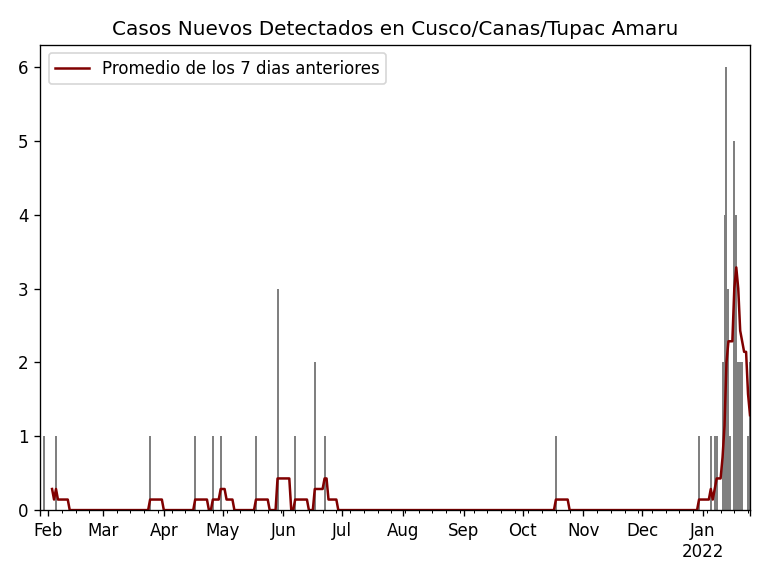 Casos Nuevos Detectados en Cusco/Canas/Tupac Amaru
Promedio de los 7 dias anteriores
6
5
4
3
2
1
0
Feb Mar Apr May Jun Jul Aug Sep Oct Nov Dec Jan
2022